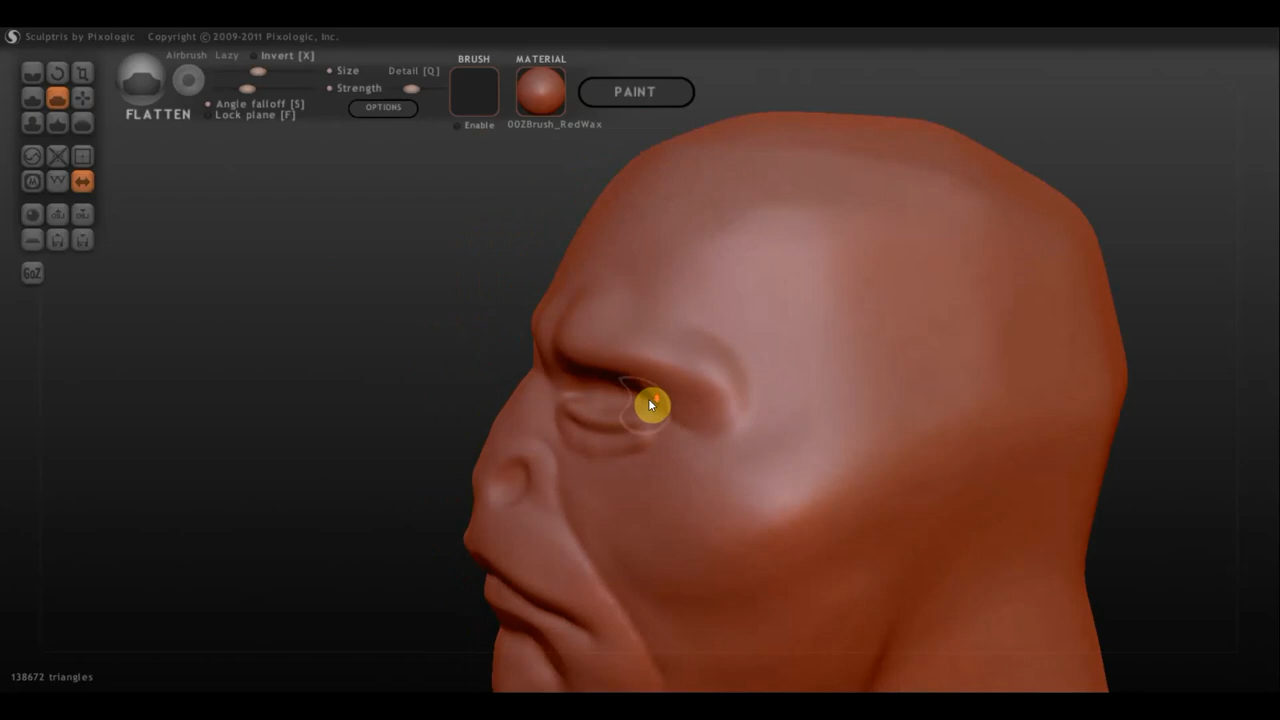 Sculptris by Pixologic Copyright © 2009-2011 Pixologic, Inc.
Airbrush Lazy Invert [X]
BRUSH MATERIAL
Size Detail [Q]
Strength
PAINT
Angle falloff [S]
OPTIONS
FLATTEN
Lock plane [F]
Enable 00ZBrush_RedWax
GoZ
138672 triangles